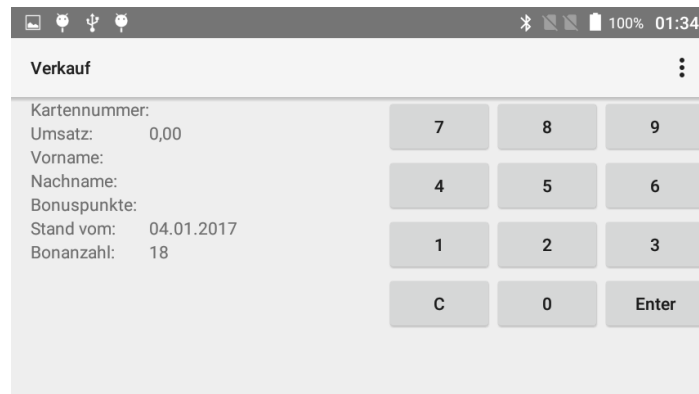 100% 01:34
Verkauf
Kartennummer:
Umsatz: 0,00
Vorname:
Nachname:
Bonuspunkte:
Stand vom: 04.01.2017
Bonanzahl: 18
7 8 9
4 5 6
1 2 3
C 0 Enter